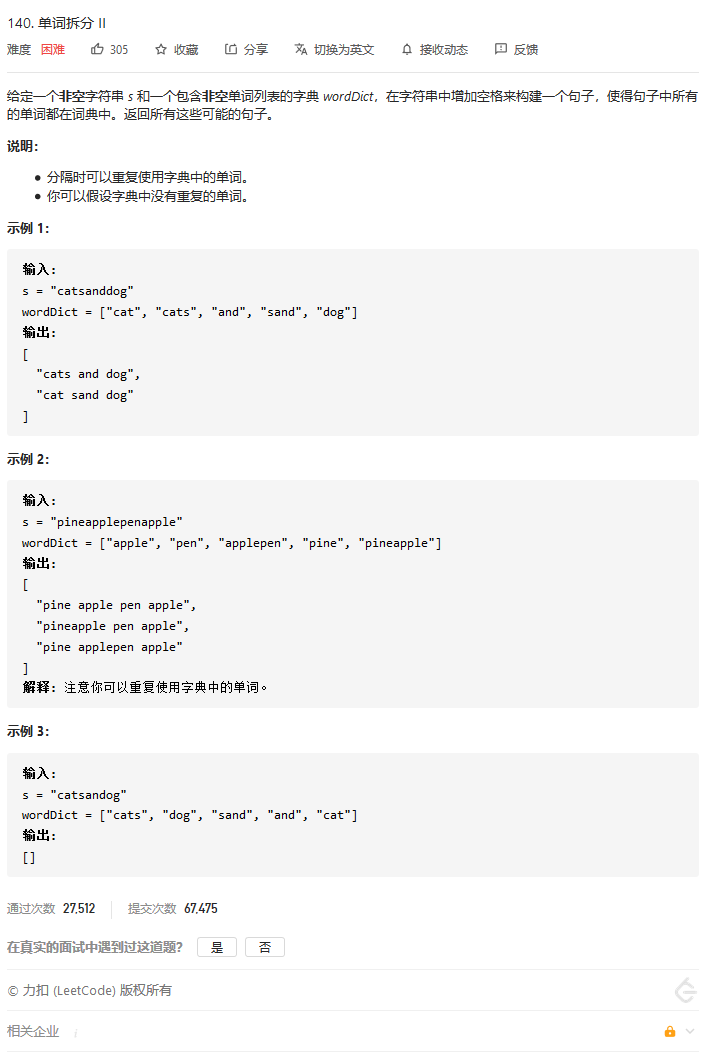 140. 单词拆分 II
难度 困难 305 收藏 分享 切换为英文 接收动态 反馈
给定一个非空字符串 s 和一个包含非空单词列表的字典 wordDict，在字符串中增加空格来构建一个句子，使得句子中所有
的单词都在词典中。返回所有这些可能的句子。
说明：
● 分隔时可以重复使用字典中的单词。
● 你可以假设字典中没有重复的单词。
示例 1：
输入:
s = "catsanddog"
wordDict = ["cat", "cats", "and", "sand", "dog"]
输出:
[
  "cats and dog",
  "cat sand dog"
]
示例 2：
输入:
s = "pineapplepenapple"
wordDict = ["apple", "pen", "applepen", "pine", "pineapple"]
输出:
[
  "pine apple pen apple",
  "pineapple pen apple",
  "pine applepen apple"
]
解释: 注意你可以重复使用字典中的单词。
示例 3：
输入:
s = "catsandog"
wordDict = ["cats", "dog", "sand", "and", "cat"]
输出:
[]
通过次数 27,512 提交次数 67,475
在真实的面试中遇到过这道题? 是 否
© 力扣 (LeetCode) 版权所有
相关企业 i